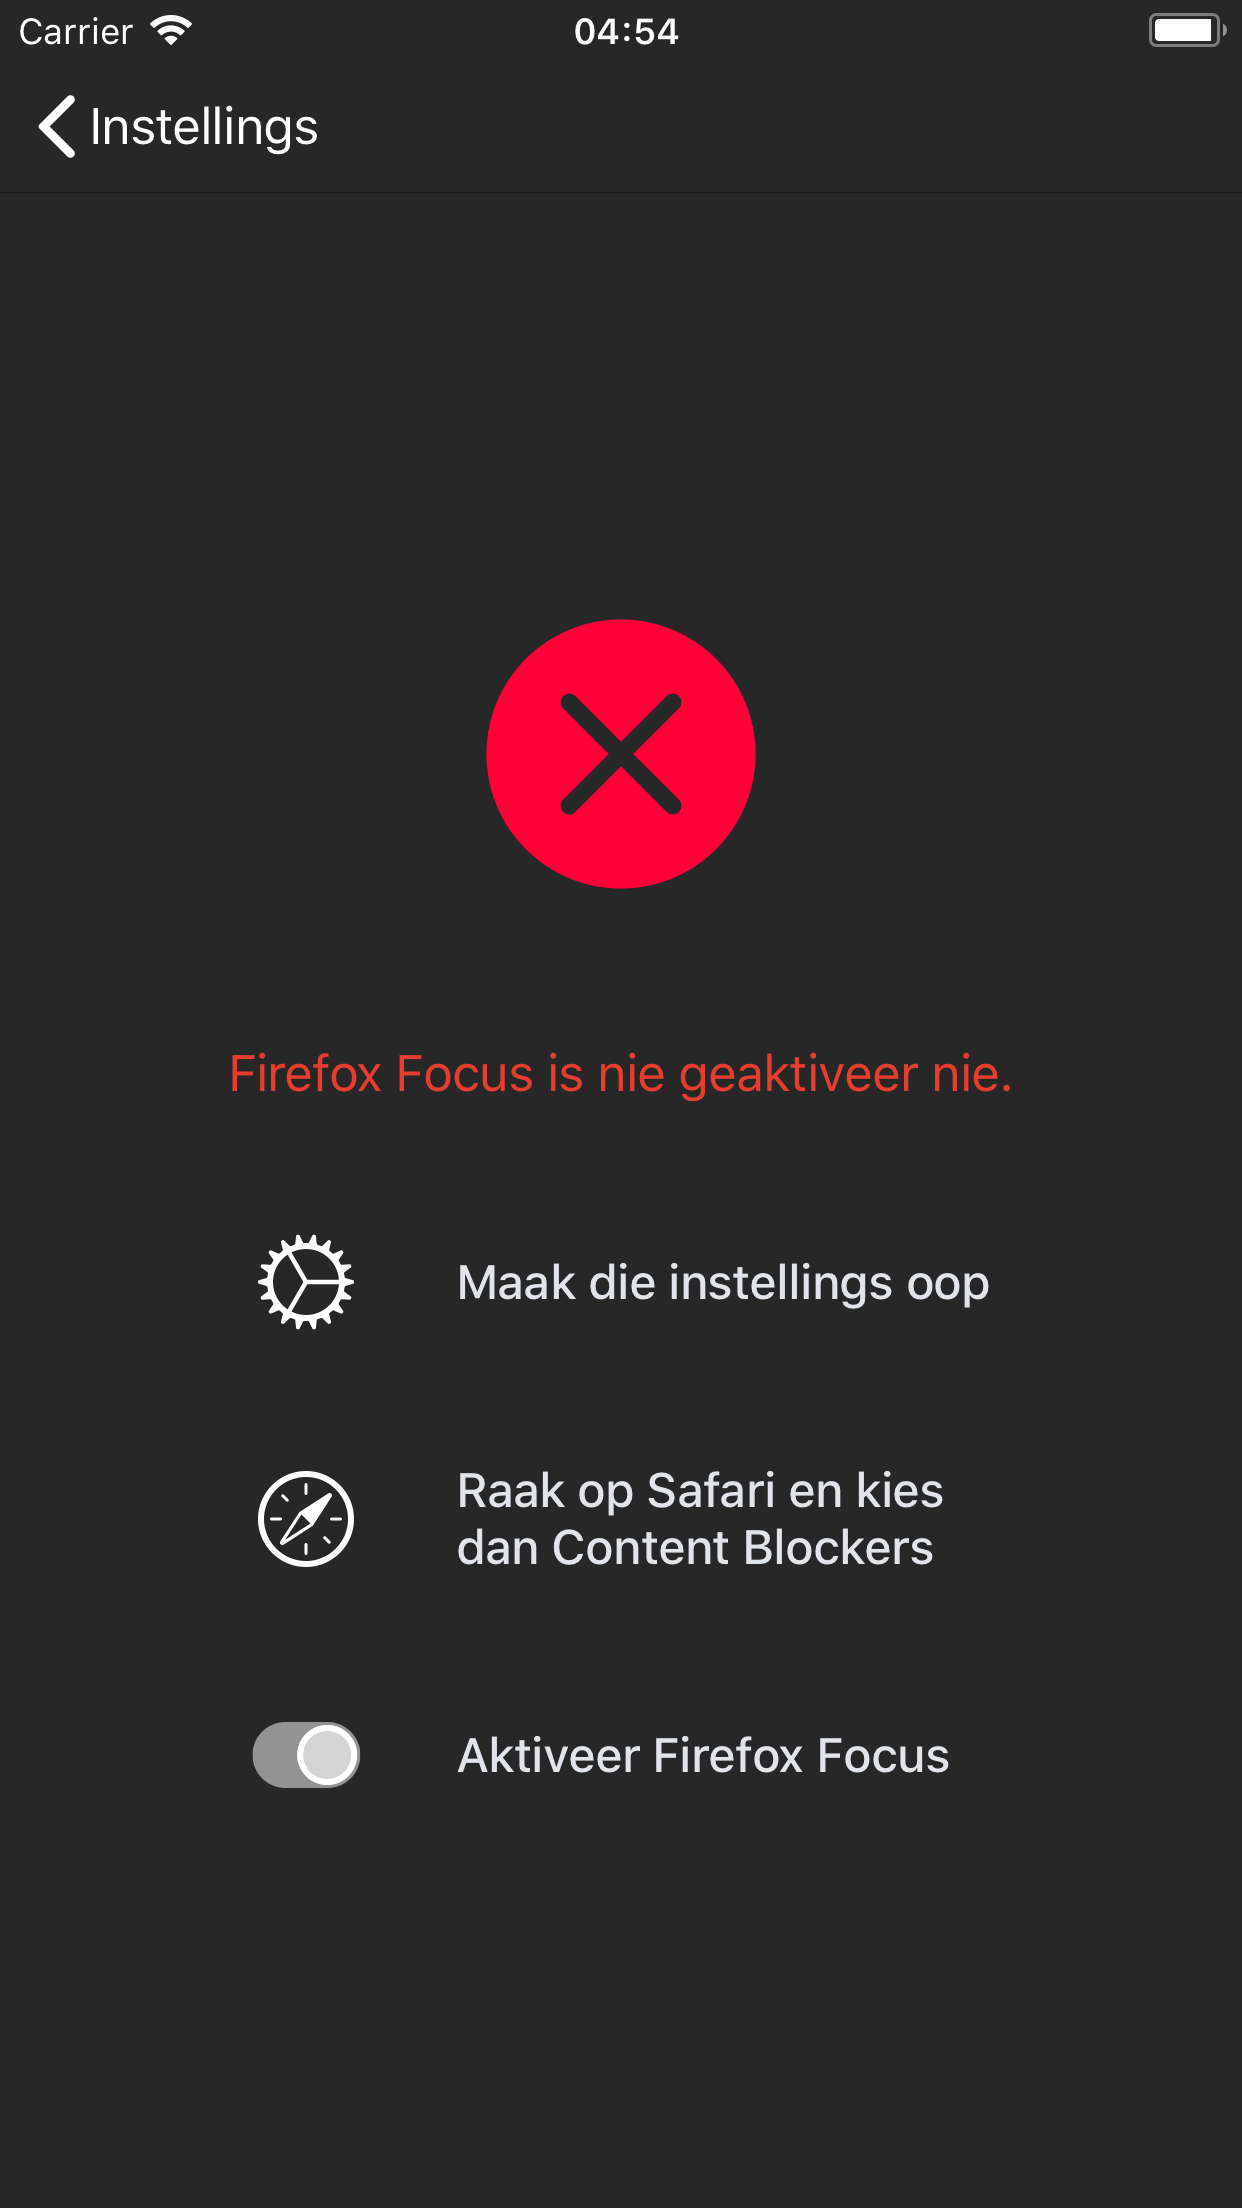 Carrier
04:54
Instellings
Firefox Focus is nie geaktiveer nie.
Maak die instellings oop
Raak op Safari en kies
dan Content Blockers
Aktiveer Firefox Focus